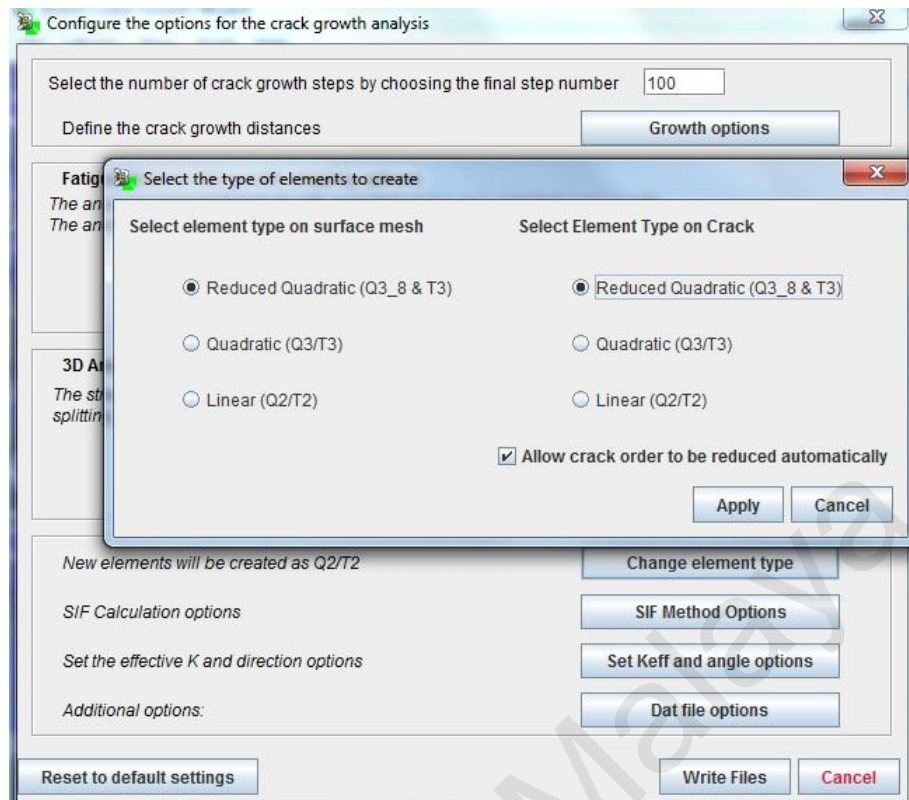 Configure the options for the crack growth analysis
Select the number of crack growth steps by choosing the final step number 100
Define the crack growth distances Growth options
Fatig
The an
The an
Select the type of elements to create
Select element type on surface mesh Select Element Type on Crack
Reduced Quadratic (Q3_8 & T3) Reduced Quadratic (Q3_8 & T3)
Quadratic (Q3/T3) Quadratic (Q3/T3)
Linear (Q2/T2) Linear (Q2/T2)
Allow crack order to be reduced automatically
Apply Cancel
3D A
The str
splittin
New elements will be created as Q2/T2 Change element type
SIF Calculation options SIF Method Options
Set the effective K and direction options Set Keff and angle options
Additional options: Dat file options
Reset to default settings Write Files Cancel
Malaya